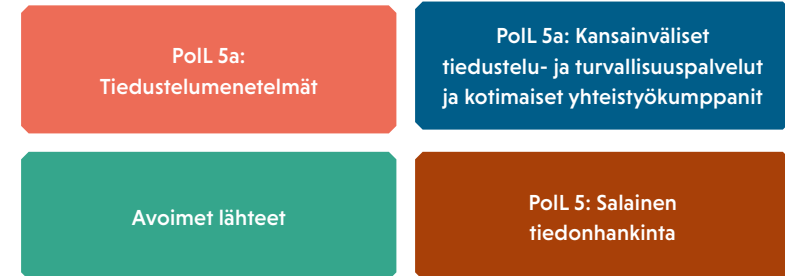 PolL 5a:
Tiedustelumenetelmät
PolL 5a: Kansainväliset
tiedustelu- ja turvallisuuspalvelut
ja kotimaiset yhteistyökumppanit
Avoimet lähteet
PolL 5: Salainen
tiedonhankinta